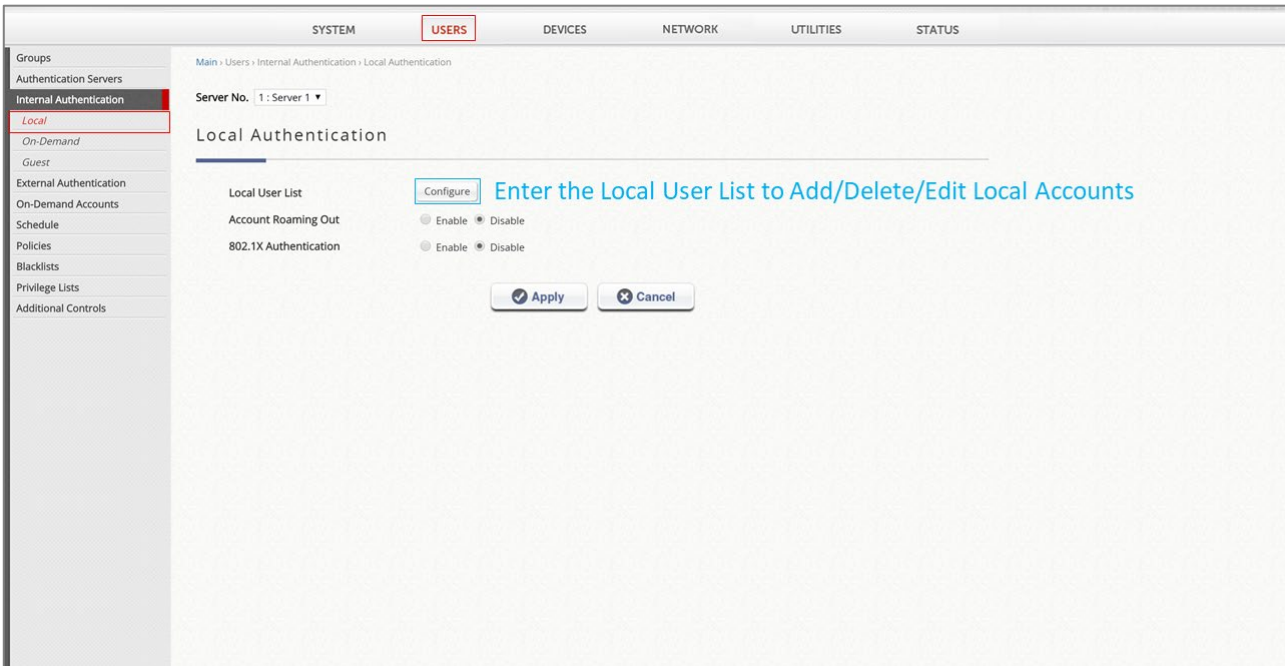 SYSTEM USERS DEVICES NETWORK UTILITIES STATUS
Groups
Authentication Servers
Internal Authentication
Local
On-Demand
Guest
External Authentication
On-Demand Accounts
Schedule
Policies
Blacklists
Privilege Lists
Additional Controls
Main › Users › Internal Authentication › Local Authentication
Server No. 1 : Server 1
Local Authentication
Local User List Configure Enter the Local User List to Add/Delete/Edit Local Accounts
Account Roaming Out Enable Disable
802.1X Authentication Enable Disable
Apply Cancel